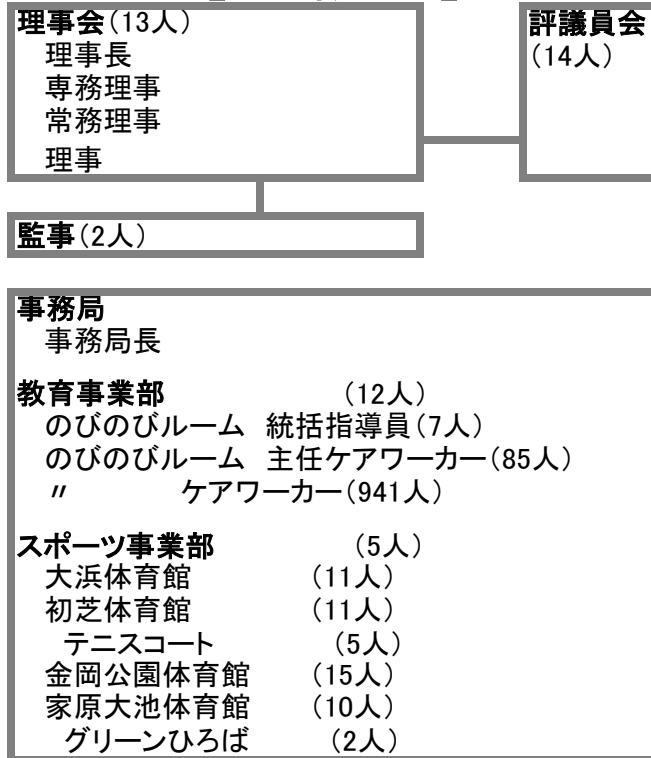 理事会(13人)
理事長
専務理事
常務理事
理事
評議員会
(14人)
監事(2人)
事務局
事務局長
教育事業部 (12人)
のびのびルーム 統括指導員(7人)
のびのびルーム 主任ケアワーカー(85人)
〃 ケアワーカー(941人)
スポーツ事業部 (5人)
大浜体育館 (11人)
初芝体育館 (11人)
テニスコート (5人)
金岡公園体育館 (15人)
家原大池体育館 (10人)
グリーンひろば (2人)